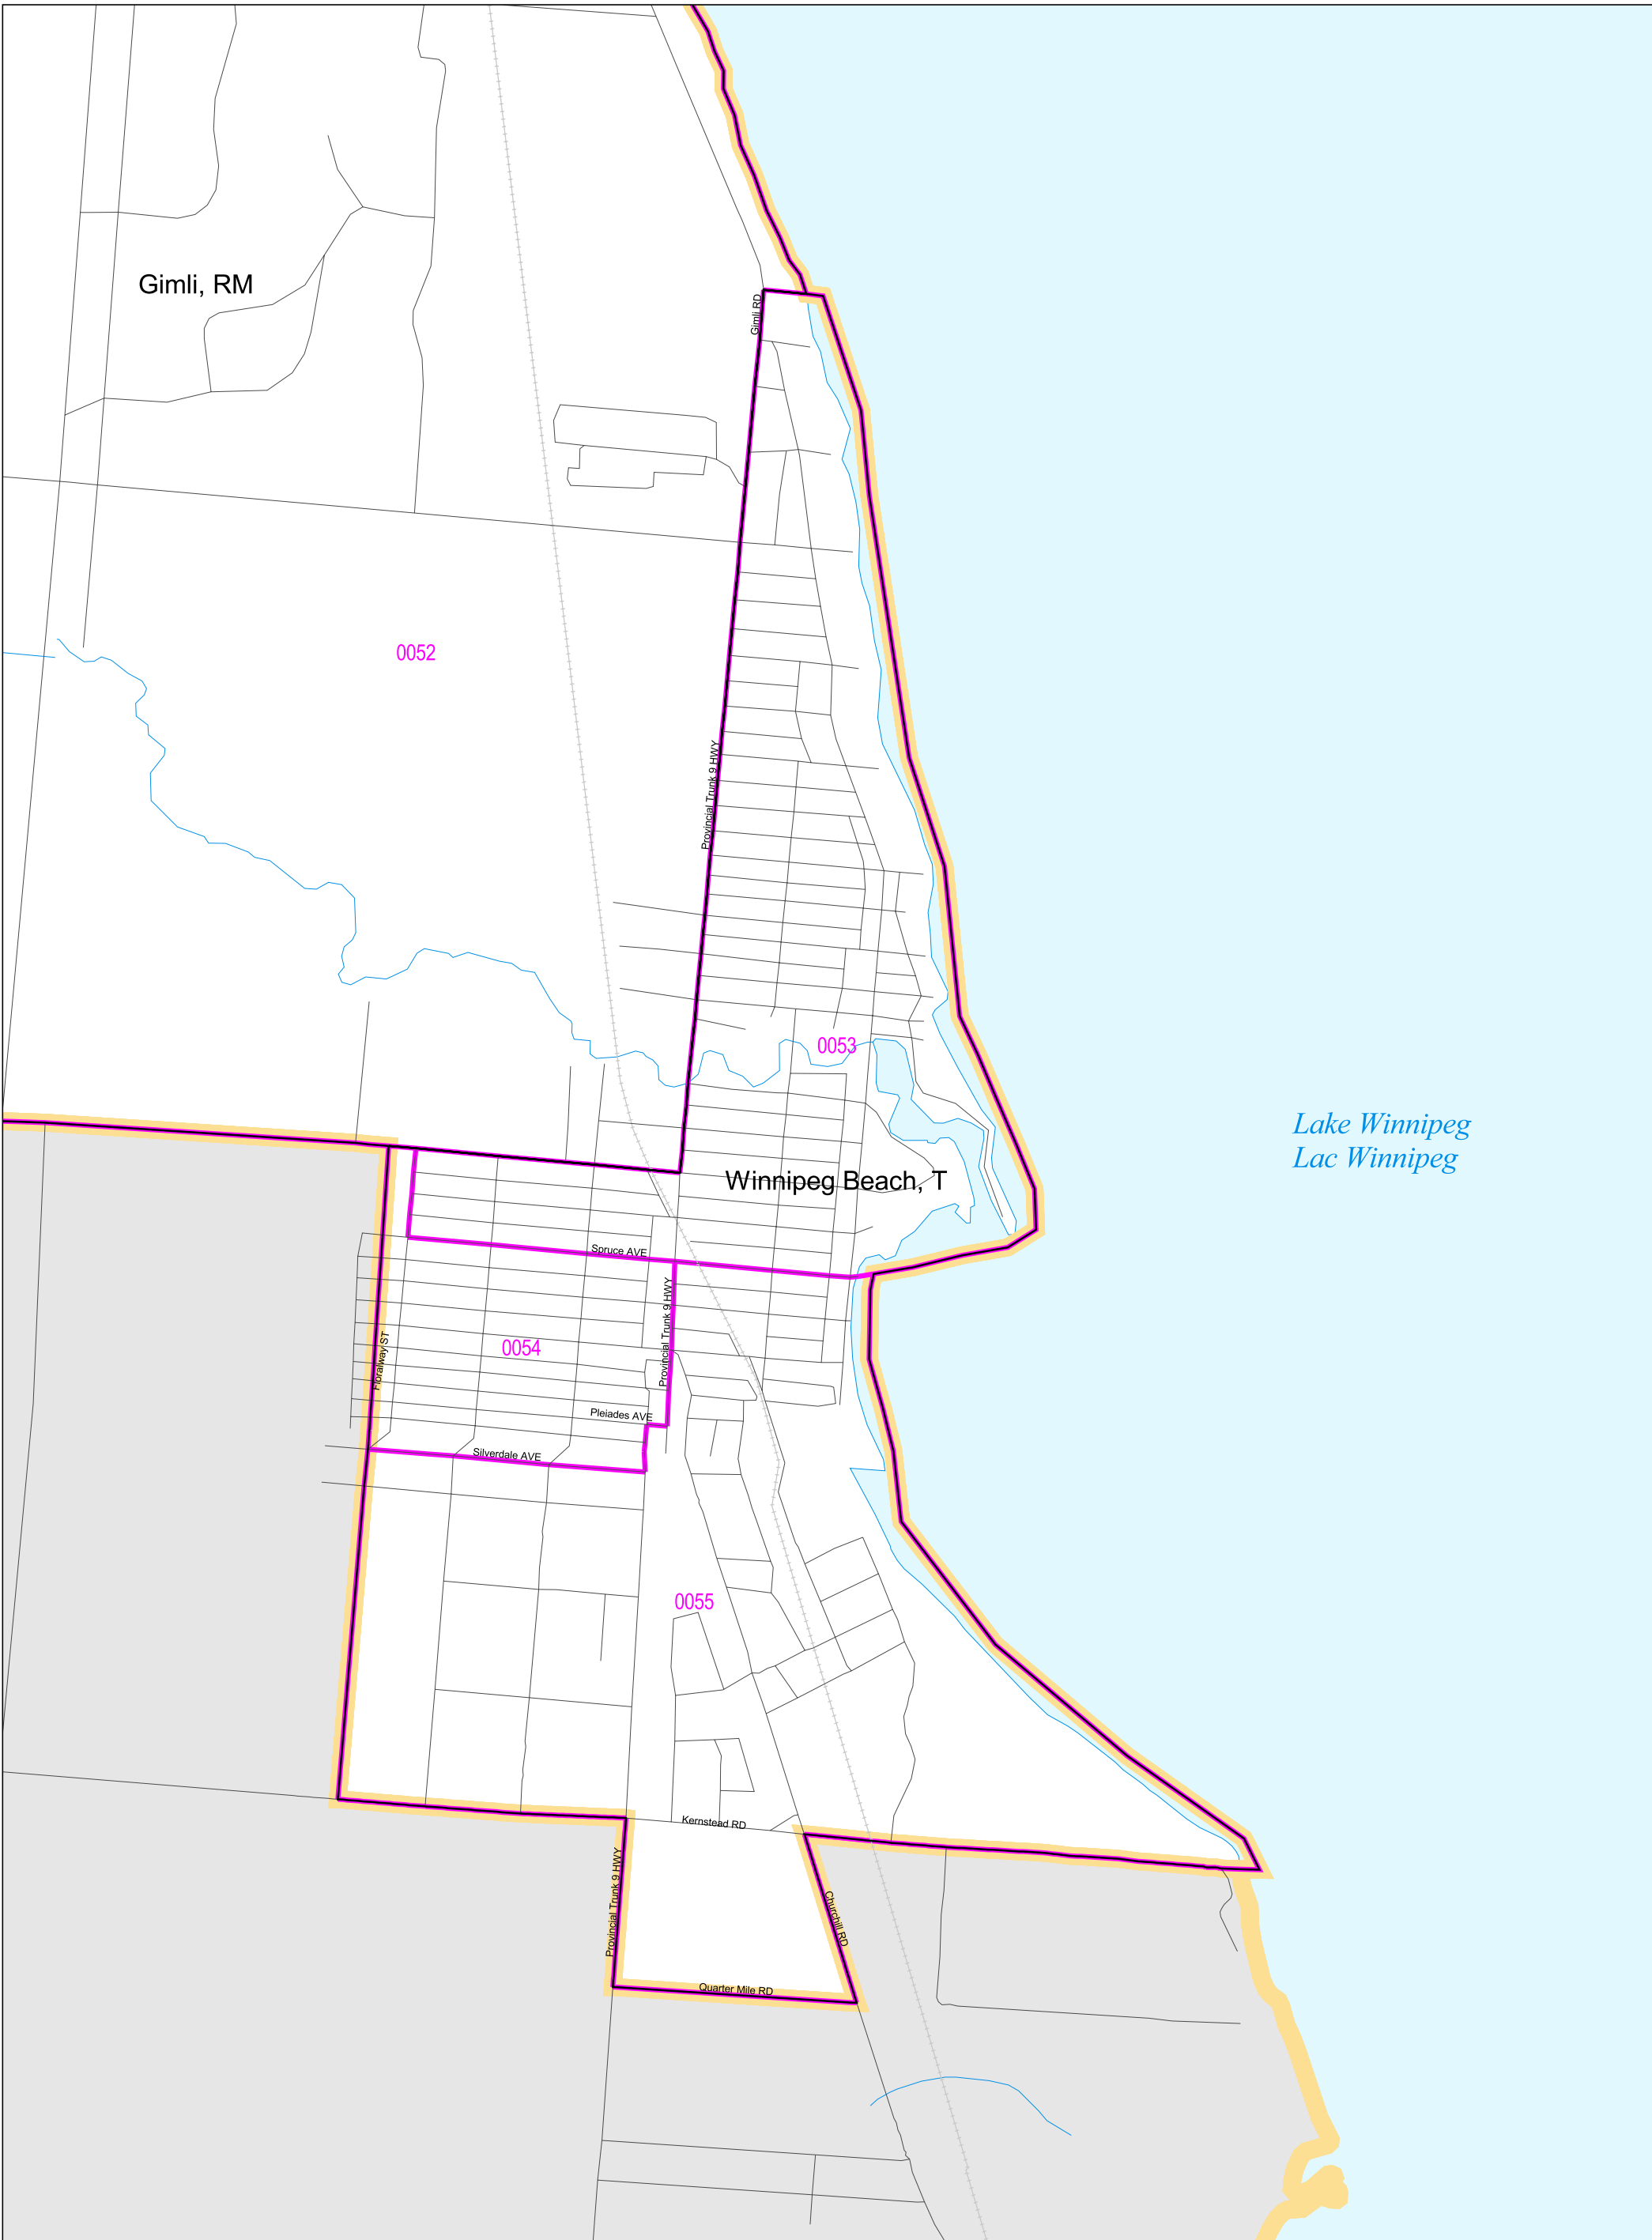 Gimli, RM
Gimli RD
0052
Provincial Trunk 9 HWY
0053
Lake Winnipeg
Lac Winnipeg
Winnipeg Beach, T
Spruce AVE
Provincial Trunk 9 HWY
0054
Floralway ST
Pleiades AVE
Silverdale AVE
0055
Kernstead RD
Provincial Trunk 9 HWY
Churchill RD
Quarter Mile RD